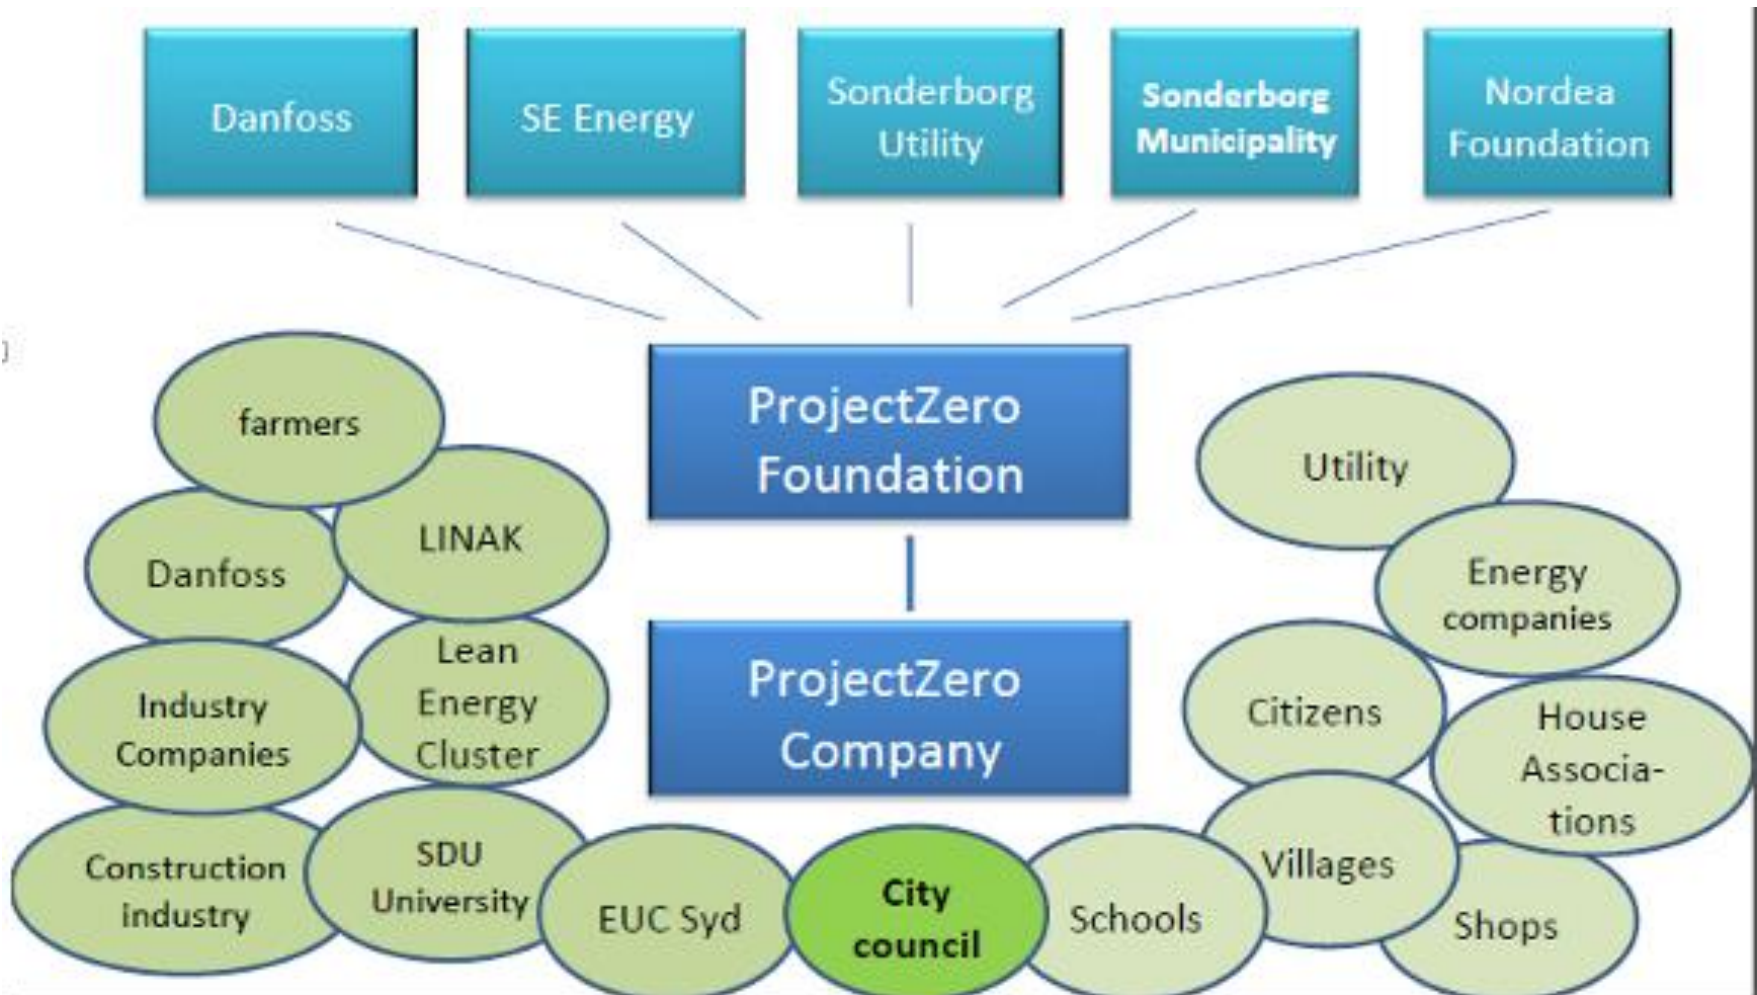 Danfoss
SE Energy
Sonderborg
Utility
Sonderborg
Municipality
Nordea
Foundation
ProjectZero
Foundation
ProjectZero
Company
farmers
LINAK
Danfoss
Lean
Energy
Cluster
Industry
Companies
Construction
industry
SDU
University
EUC Syd
City
council
Schools
Villages
Shops
Citizens
House
Associa-
tions
Energy
companies
Utility